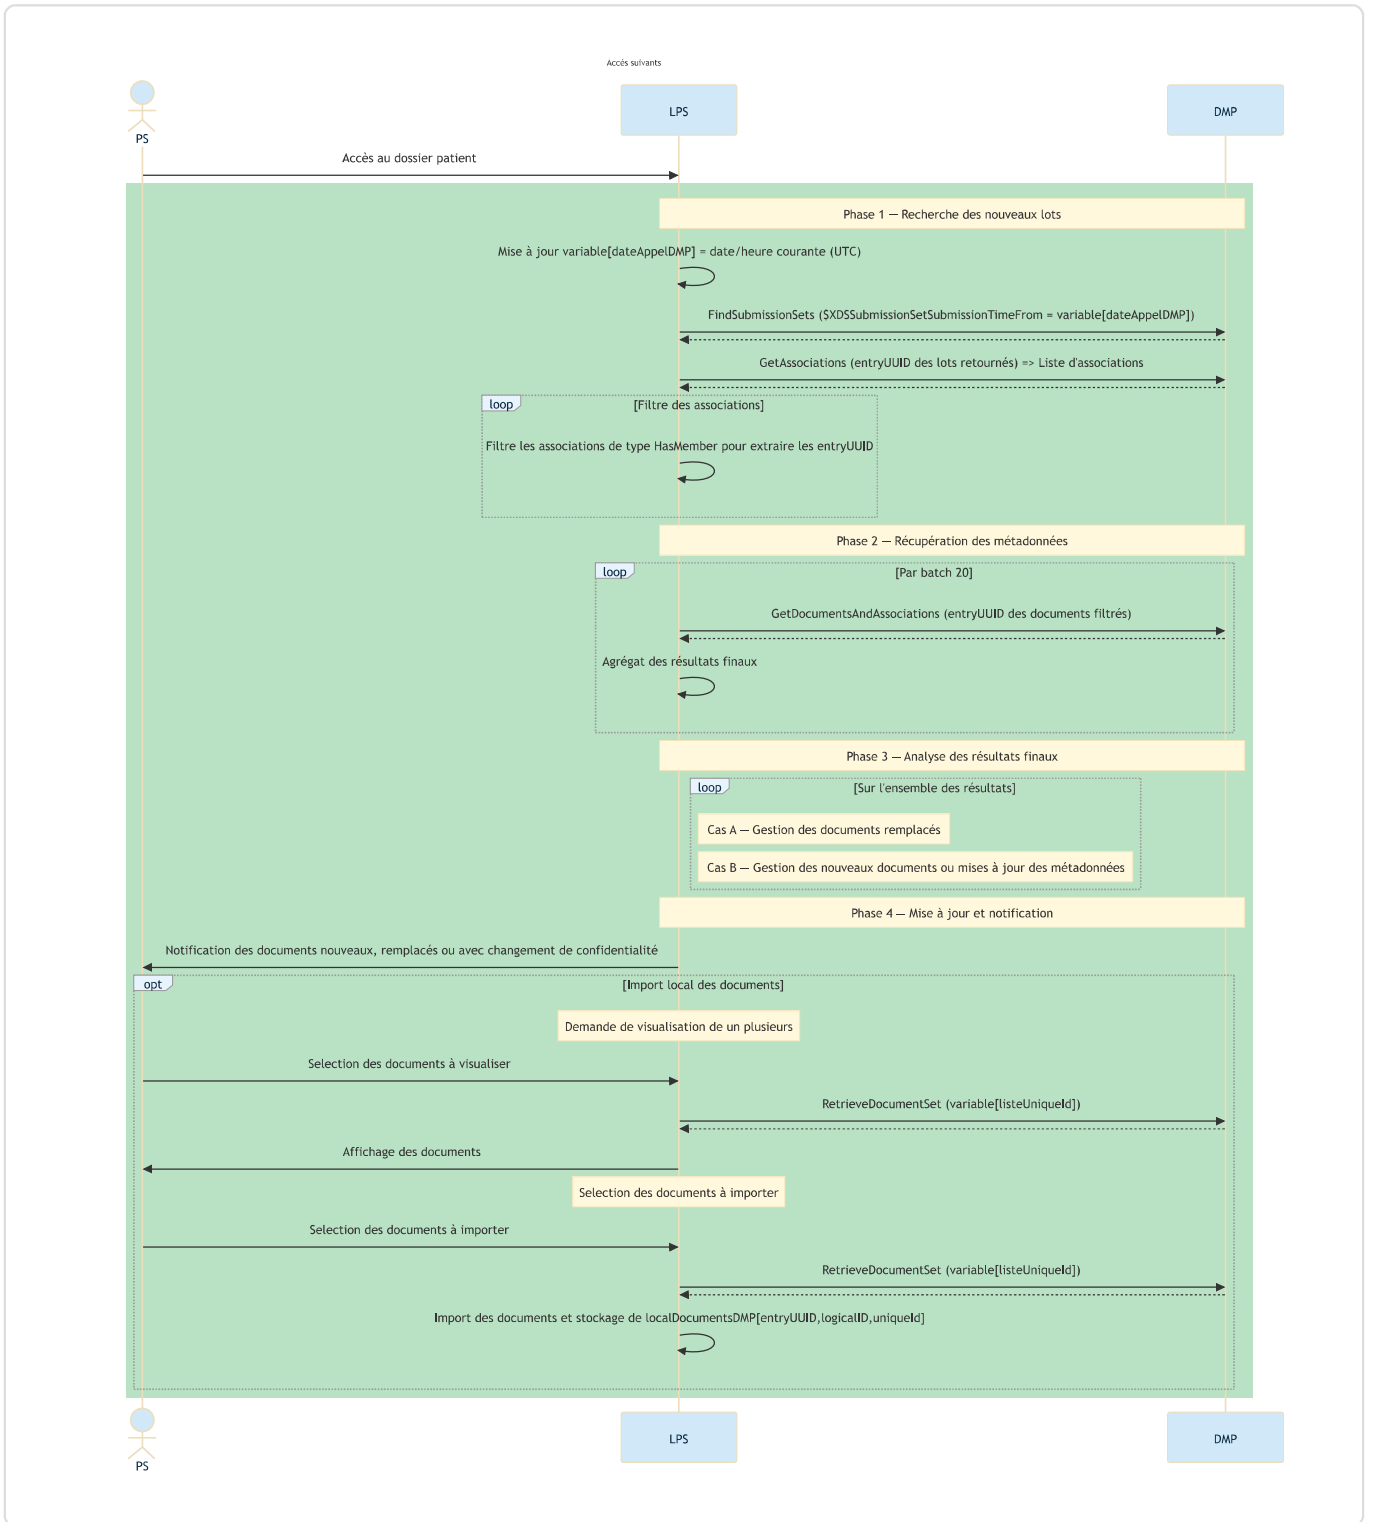 Accès suivants
PS
LPS
DMP
Accès au dossier patient
Phase 1 — Recherche des nouveaux lots
Mise à jour variable[dateAppelDMP] = date/heure courante (UTC)
FindSubmissionSets ($XDSSubmissionSetSubmissionTimeFrom = variable[dateAppelDMP])
GetAssociations (entryUUID des lots retournés) => Liste d'associations
loop
[Filtre des associations]
Filtre les associations de type HasMember pour extraire les entryUUID
Phase 2 — Récupération des métadonnées
loop
[Par batch 20]
GetDocumentsAndAssociations (entryUUID des documents filtrés)
Agrégat des résultats finaux
Phase 3 — Analyse des résultats finaux
loop
[Sur l'ensemble des résultats]
Cas A — Gestion des documents remplacés
Cas B — Gestion des nouveaux documents ou mises à jour des métadonnées
Phase 4 — Mise à jour et notification
Notification des documents nouveaux, remplacés ou avec changement de confidentialité
opt
[Import local des documents]
Demande de visualisation de un plusieurs
Selection des documents à visualiser
RetrieveDocumentSet (variable[listeUniqueId])
Affichage des documents
Selection des documents à importer
Selection des documents à importer
RetrieveDocumentSet (variable[listeUniqueId])
Import des documents et stockage de localDocumentsDMP[entryUUID,logicalID,uniqueId]
PS
LPS
DMP